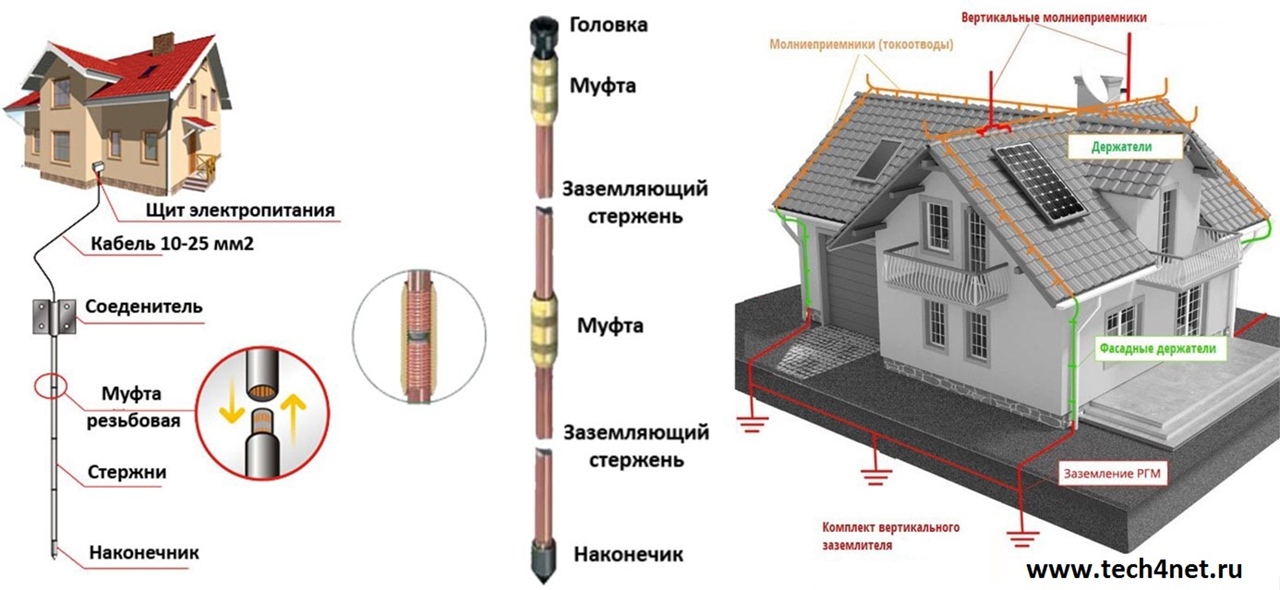 Щит электропитания
Кабель 10-25 мм2
Соеденитель
Муфта
резьбовая
Стержни
Наконечник
Головка
Муфта
Заземляющий
стержень
Муфта
Заземляющий
стержень
Наконечик
Вертикальные молниеприемники
Молниеприемники (токоотводы)
Держатели
Фасадные держатели
Заземление РГМ
Комплект вертикального
заземлителя
www.tech4net.ru